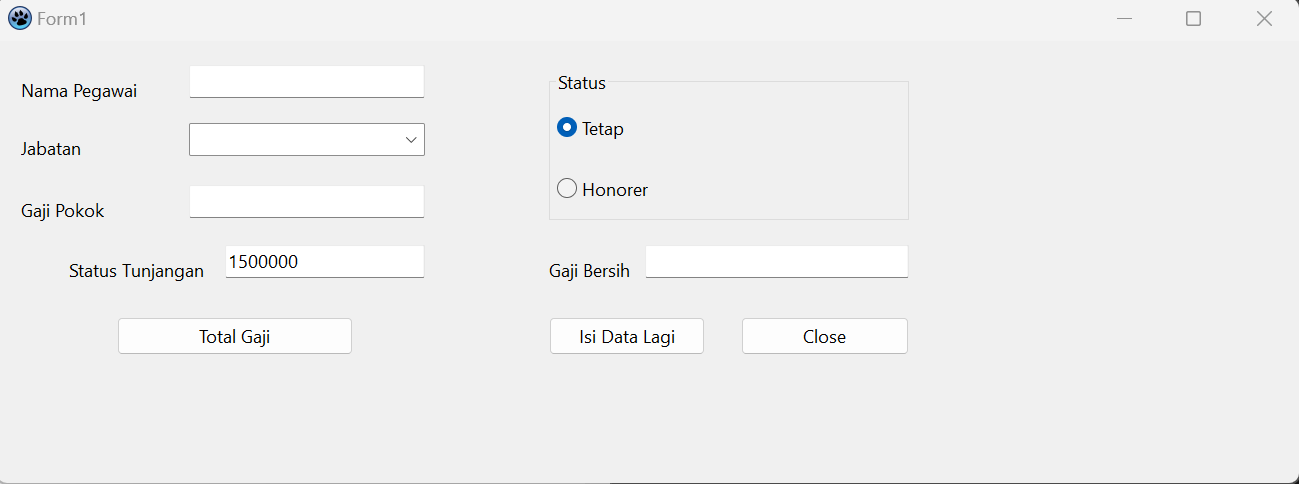 Form1
Nama Pegawai
Jabatan
Gaji Pokok
Status Tunjangan 1500000
Total Gaji
Status
Tetap
Honorer
Gaji Bersih
Isi Data Lagi
Close